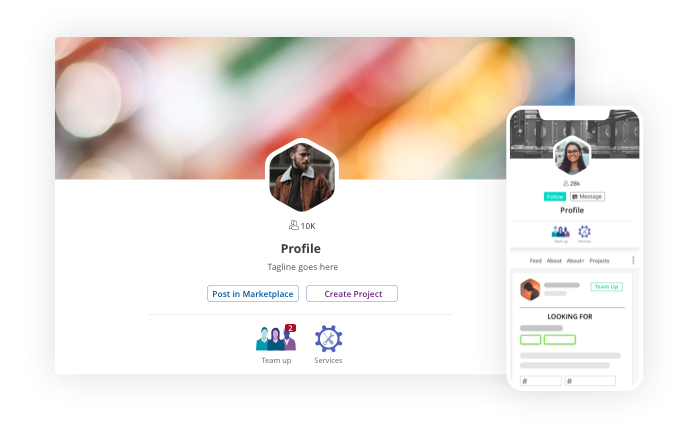 10K
Profile
Tagline goes here
Post in Marketplace Create Project
2
Team up Services
28k
Follow Message
Profile
Team up Services
Feed About About+ Projects
Team Up
LOOKING FOR
# #